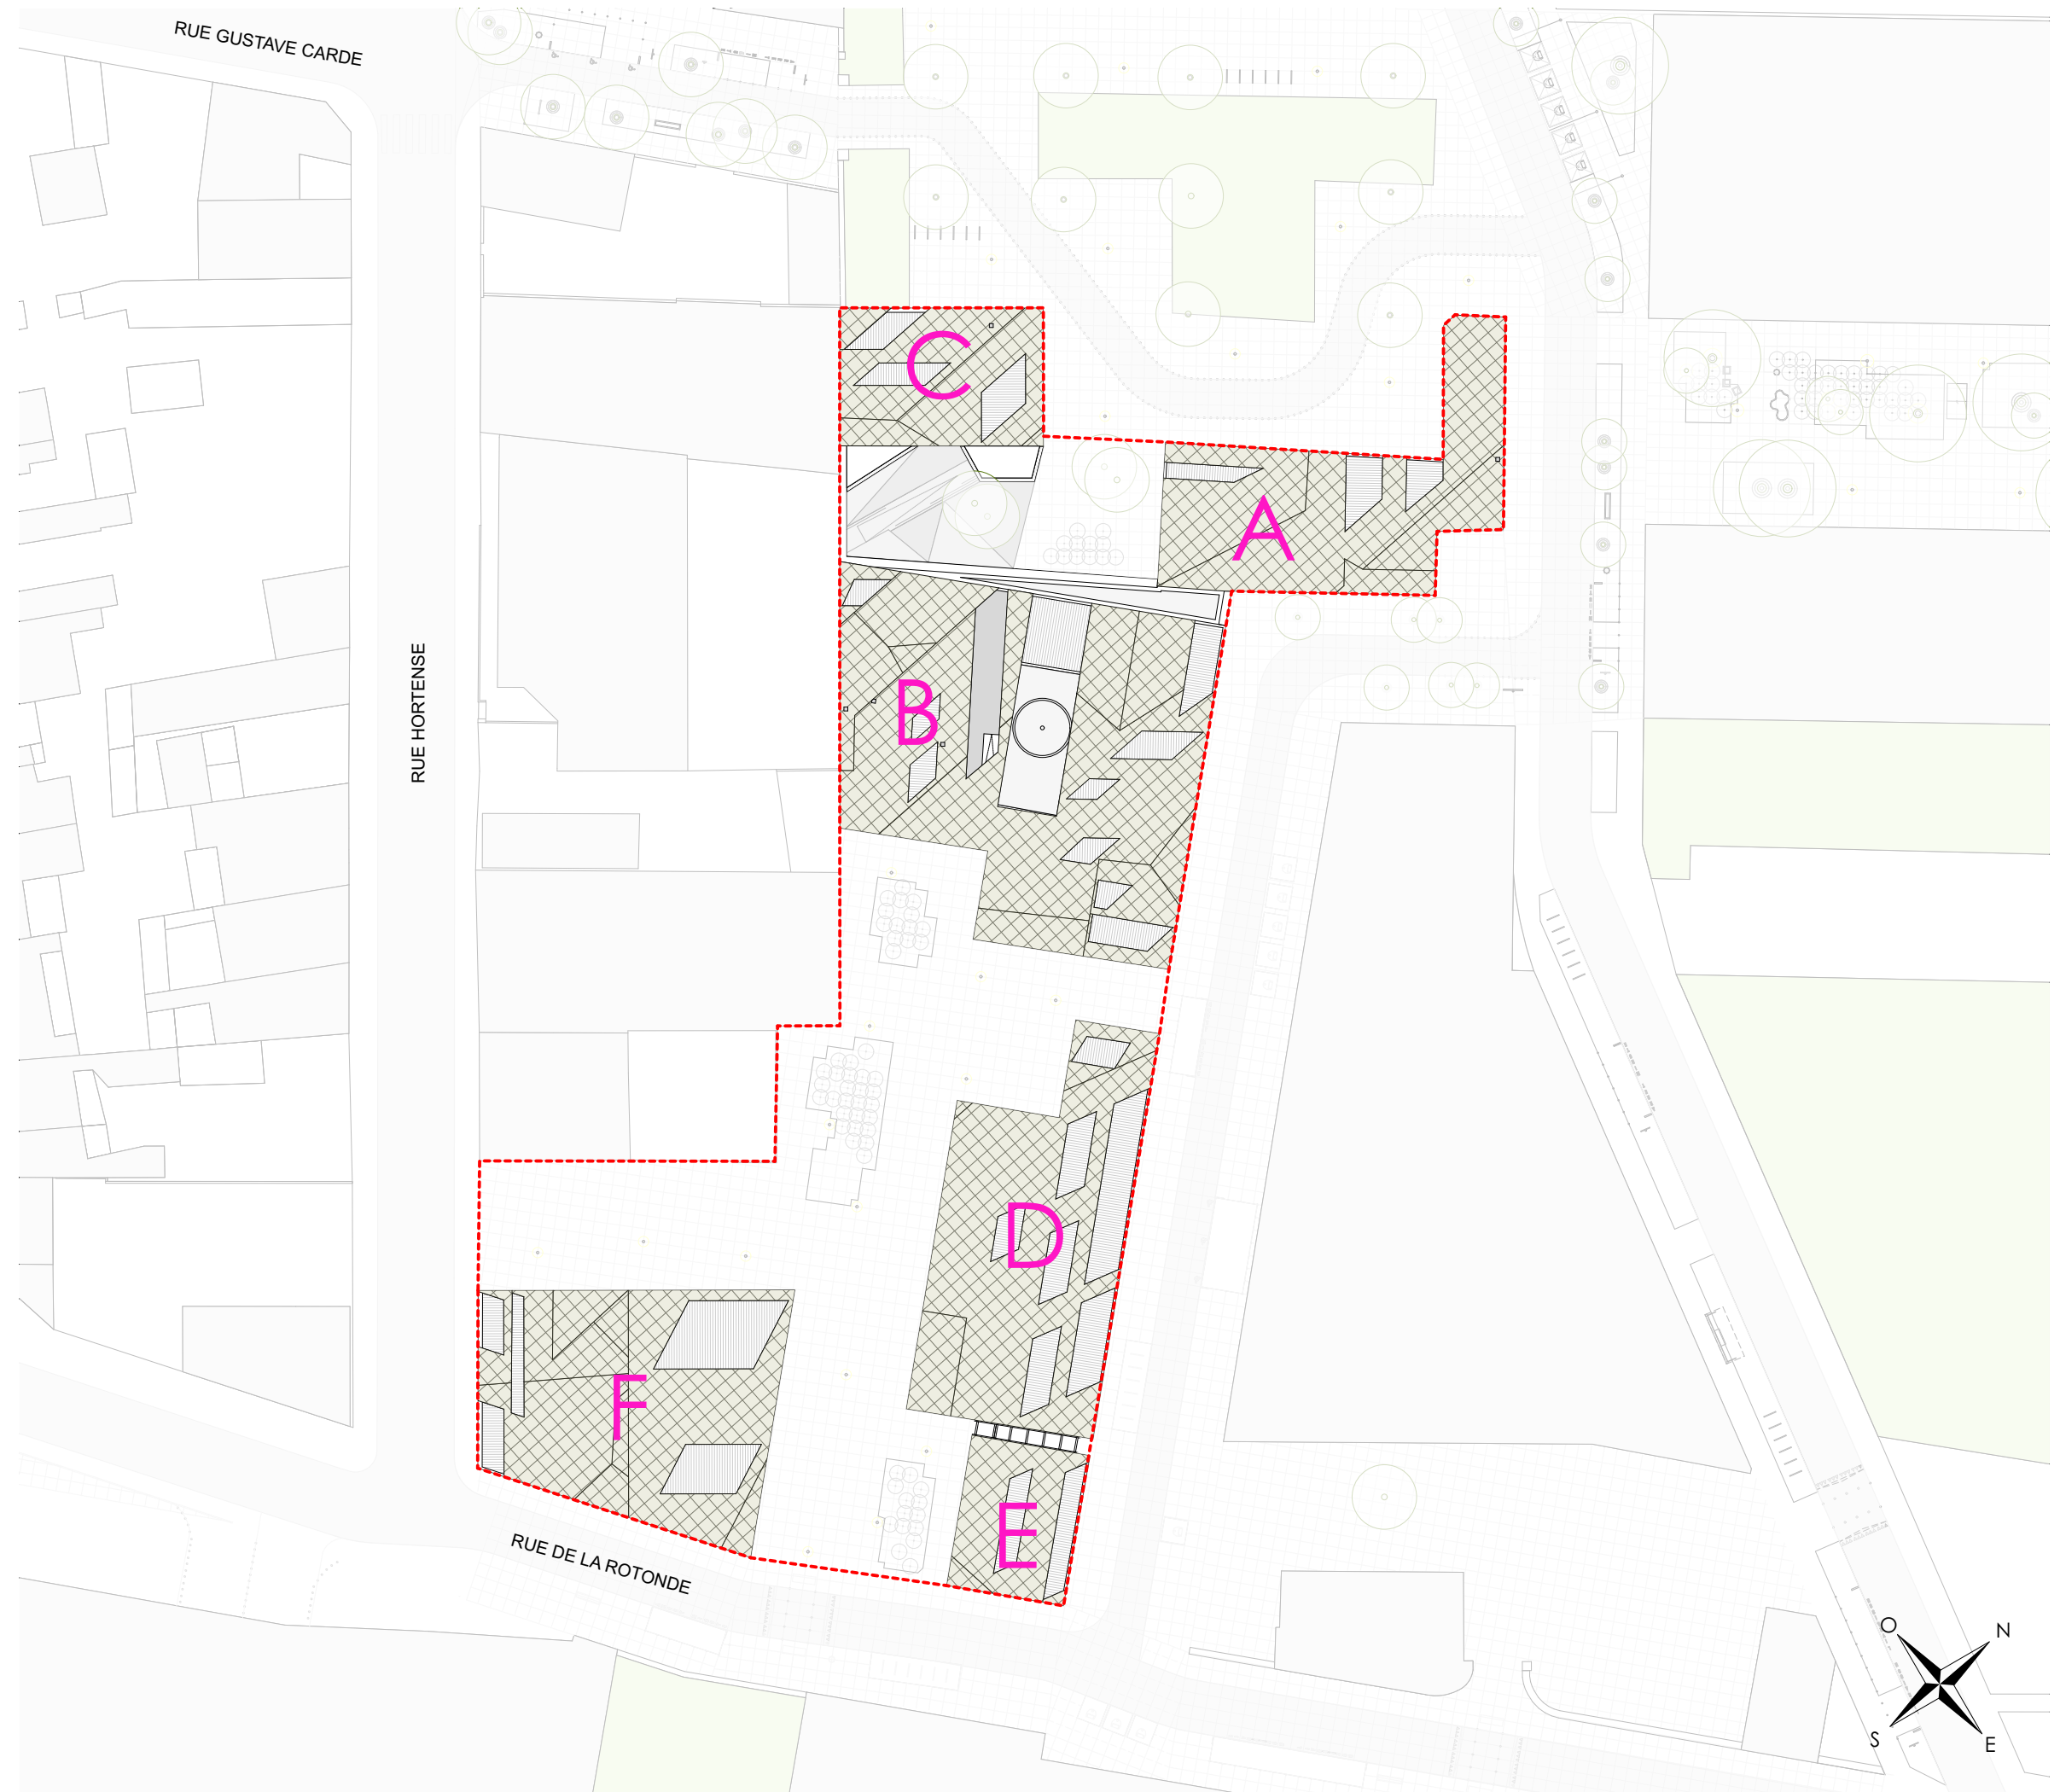 RUE GUSTAVE CARDE
C
A
RUE HORTENSE
B
D
F
E
RUE DE LA ROTONDE
O
N
S
E